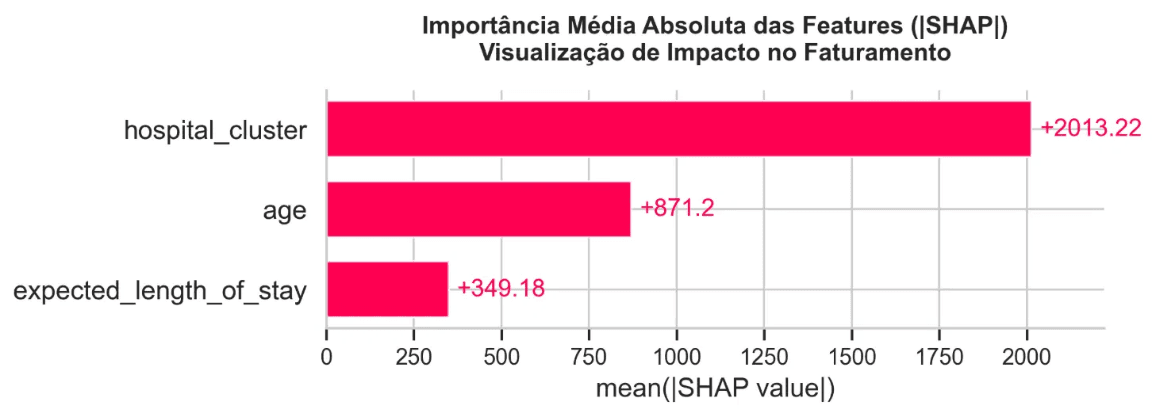 Importância Média Absoluta das Features (|SHAP|)
Visualização de Impacto no Faturamento
hospital_cluster
+2013.22
age
+871.2
expected_length_of_stay
+349.18
0 250 500 750 1000 1250 1500 1750 2000
mean(|SHAP value|)